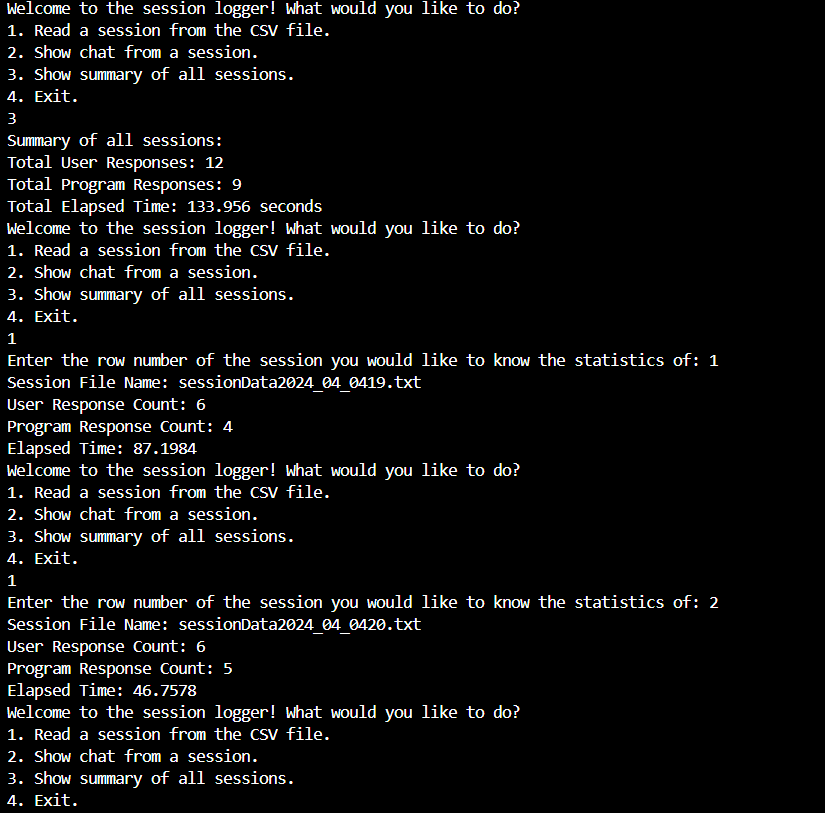 Welcome to the session logger! What would you like to do?
1. Read a session from the CSV file.
2. Show chat from a session.
3. Show summary of all sessions.
4. Exit.
3
Summary of all sessions:
Total User Responses: 12
Total Program Responses: 9
Total Elapsed Time: 133.956 seconds
Welcome to the session logger! What would you like to do?
1. Read a session from the CSV file.
2. Show chat from a session.
3. Show summary of all sessions.
4. Exit.
1
Enter the row number of the session you would like to know the statistics of: 1
Session File Name: sessionData2024_04_0419.txt
User Response Count: 6
Program Response Count: 4
Elapsed Time: 87.1984
Welcome to the session logger! What would you like to do?
1. Read a session from the CSV file.
2. Show chat from a session.
3. Show summary of all sessions.
4. Exit.
1
Enter the row number of the session you would like to know the statistics of: 2
Session File Name: sessionData2024_04_0420.txt
User Response Count: 6
Program Response Count: 5
Elapsed Time: 46.7578
Welcome to the session logger! What would you like to do?
1. Read a session from the CSV file.
2. Show chat from a session.
3. Show summary of all sessions.
4. Exit.